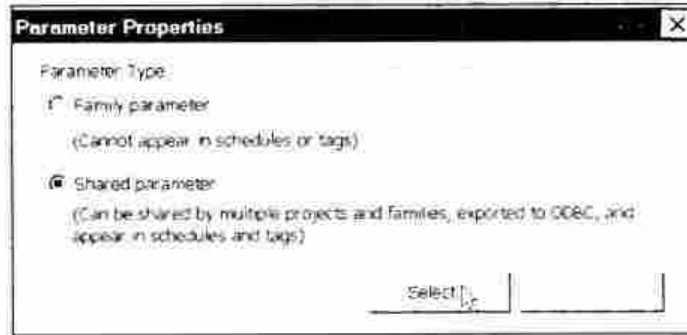 Parameter Properties
Parameter Type
Family parameter
(Cannot appear in schedules or tags)
Shared parameter
(Can be shared by multiple projects and families, exported to ODBC, and
appear in schedules and tags)
Select